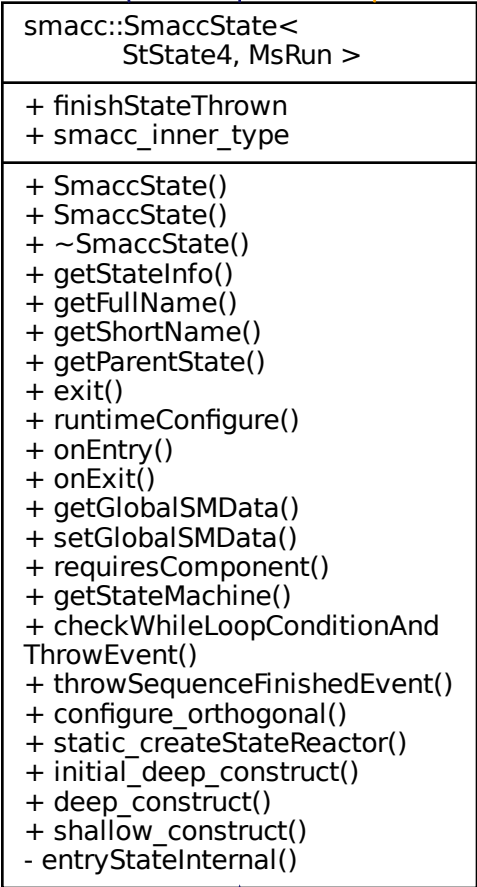 smacc::SmaccState<
StState4, MsRun >
+ finishStateThrown
+ smacc_inner_type
+ SmaccState()
+ SmaccState()
+ ~SmaccState()
+ getStateInfo()
+ getFullName()
+ getShortName()
+ getParentState()
+ exit()
+ runtimeConfigure()
+ onEntry()
+ onExit()
+ getGlobalSMData()
+ setGlobalSMData()
+ requiresComponent()
+ getStateMachine()
+ checkWhileLoopConditionAnd
ThrowEvent()
+ throwSequenceFinishedEvent()
+ configure_orthogonal()
+ static_createStateReactor()
+ initial_deep_construct()
+ deep_construct()
+ shallow_construct()
- entryStateInternal()